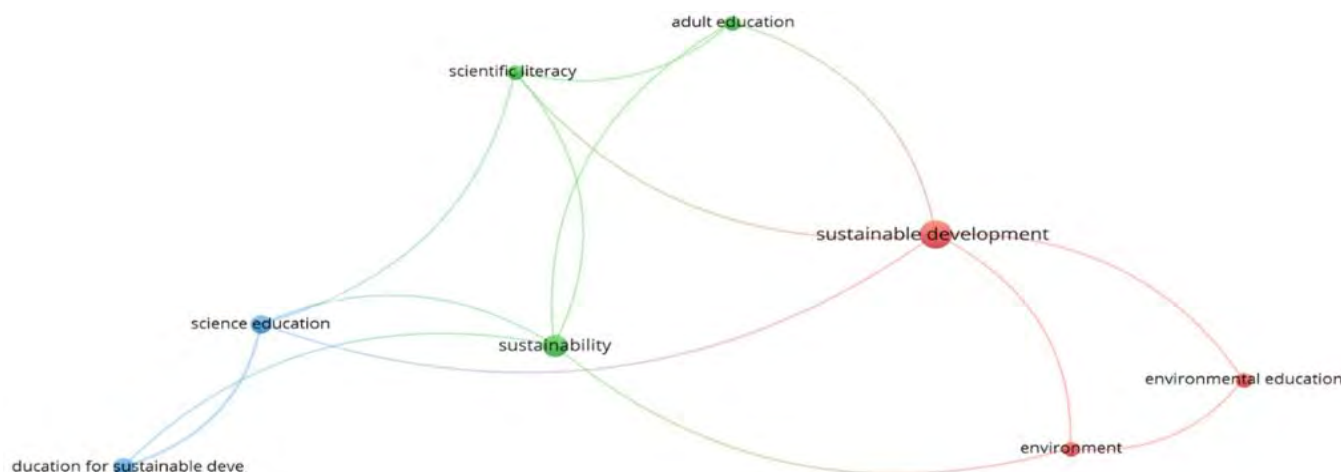 adult education
scientific literacy
sustainable development
science education
sustainability
environmental education
environment
ducation for sustainable deve